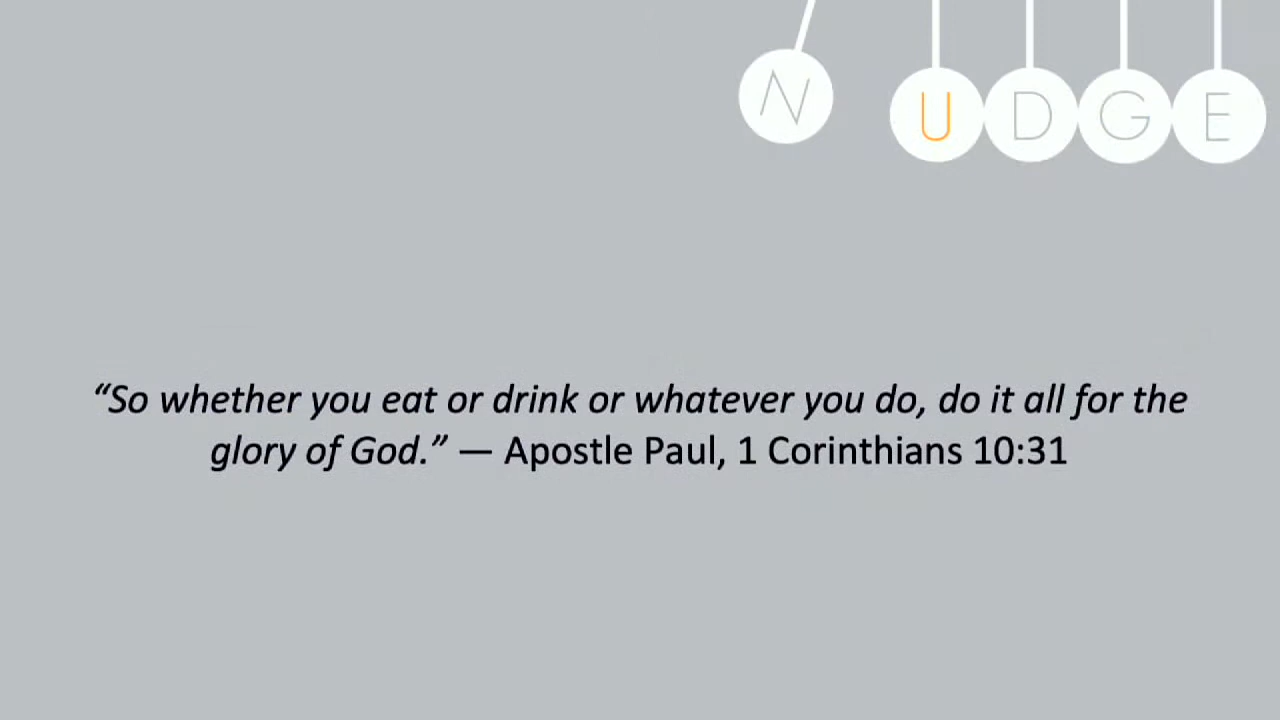 NUDGE
“So whether you eat or drink or whatever you do, do it all for the
glory of God.” — Apostle Paul, 1 Corinthians 10:31